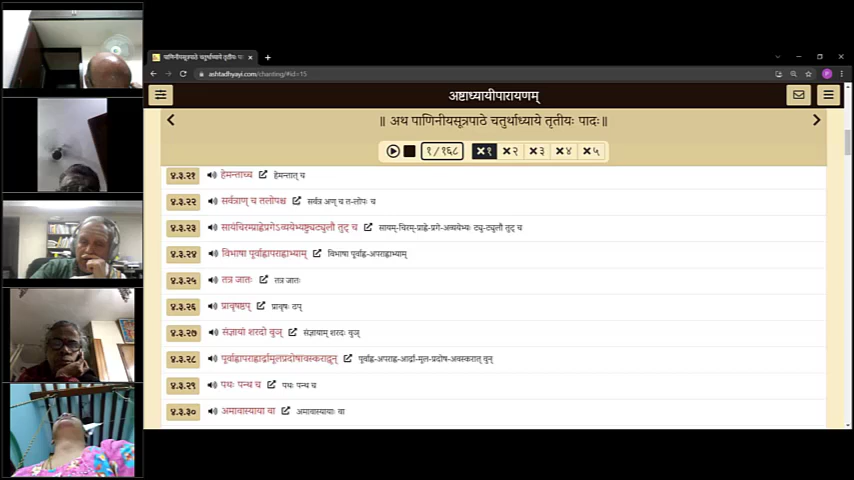 पाणिनीयसूत्रपाठे चतुर्थाध्याये तृतीयः पा
ashtadhyayi.com/chanting/#id=15
P
अष्टाध्यायीपारायणम्
॥ अथ पाणिनीयसूत्रपाठे चतुर्थाध्याये तृतीयः पादः॥
१/१६८ ×१ ×२ ×३ ×४ ×५
४.३.२१ हेमन्ताच्च हेमन्तात् च
४.३.२२ सर्वत्राण् च तलोपश्च सर्वत्र अण् च त-लोपः च
४.३.२३ सायंचिरम्प्राह्णेप्रगेऽव्ययेभ्यष्ट्युट्युलौ तुट् च सायम्-चिरम्-प्राह्णे-प्रगे-अव्ययेभ्यः ट्यु-ट्युलौ तुट् च
४.३.२४ विभाषा पूर्वाह्णापराह्णाभ्याम् विभाषा पूर्वाह्ण-अपराह्णाभ्याम्
४.३.२५ तत्र जातः तत्र जातः
४.३.२६ प्रावृषष्ठप् प्रावृषः ठप्
४.३.२७ संज्ञायां शरदो वुञ् संज्ञायाम् शरदः वुञ्
४.३.२८ पूर्वाह्णापराह्णार्द्रामूलप्रदोषावस्कराद्वुन् पूर्वाह्ण-अपराह्ण-आर्द्रा-मूल-प्रदोष-अवस्करात् वुन्
४.३.२९ पथः पन्थ च पथः पन्थ च
४.३.३० अमावास्याया वा अमावास्यायाः वा